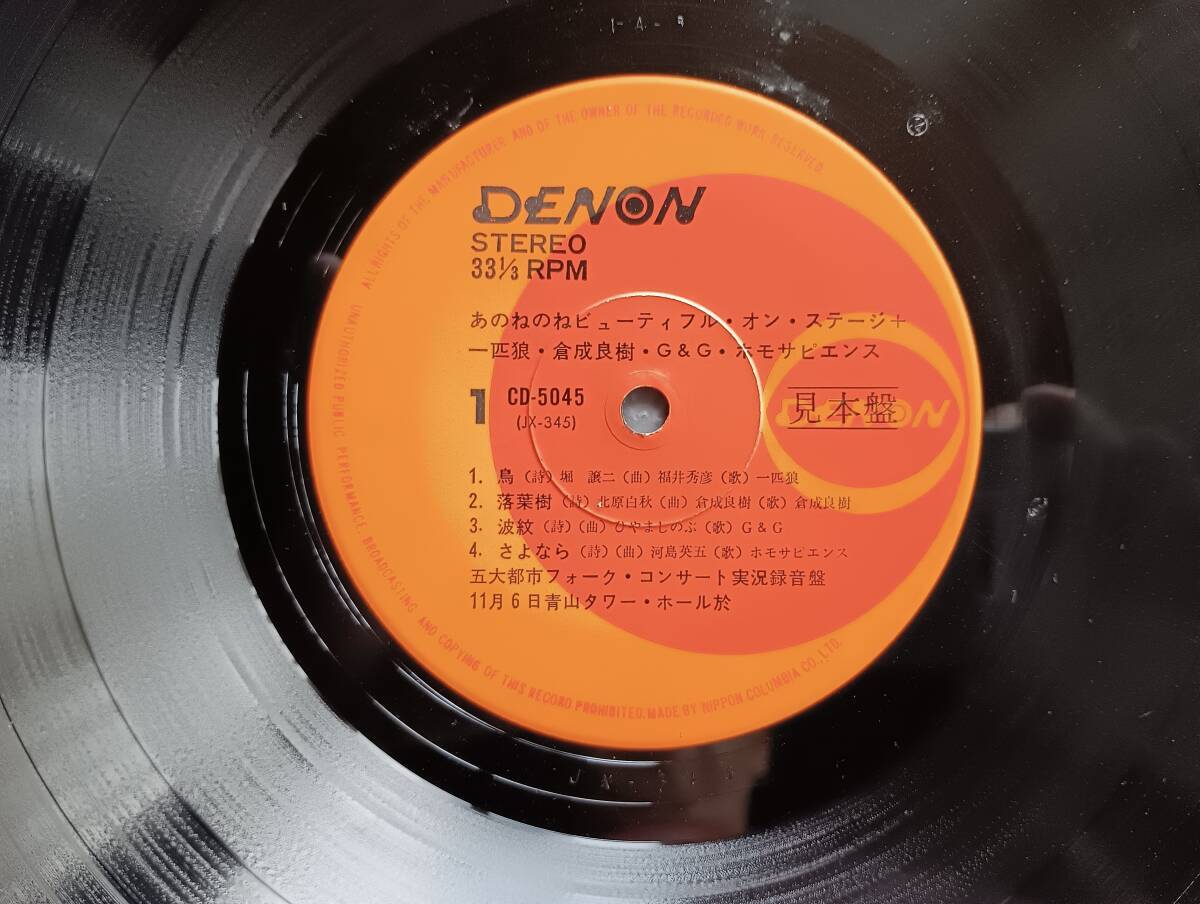 1-A-
ALL RIGHTS OF THE MANUFACTURER AND OF THE OWNER OF THE RECORDED WORK RESERVED.
DENON
STEREO
33 1/3 RPM
あのねのねビューティフル・オン・ステージ+
一匹狼・倉成良樹・G&G・ホモサピエンス
1 CD-5045
(JX-345)
DENON
見本盤
1. 鳥（詩）堀 譲二（曲）福井秀彦（歌）一匹狼
2. 落葉樹（詩）北原白秋（曲）倉成良樹（歌）倉成良樹
3. 波紋（詩）（曲）ひやましのぶ（歌）G&G
4. さよなら（詩）（曲）河島英五（歌）ホモサピエンス
五大都市フォーク・コンサート実況録音盤
11月6日青山タワー・ホール於
UNAUTHORIZED PUBLIC PERFORMANCE, BROADCASTING AND COPYING OF THIS RECORD PROHIBITED. MADE BY NIPPON COLUMBIA CO., LTD.